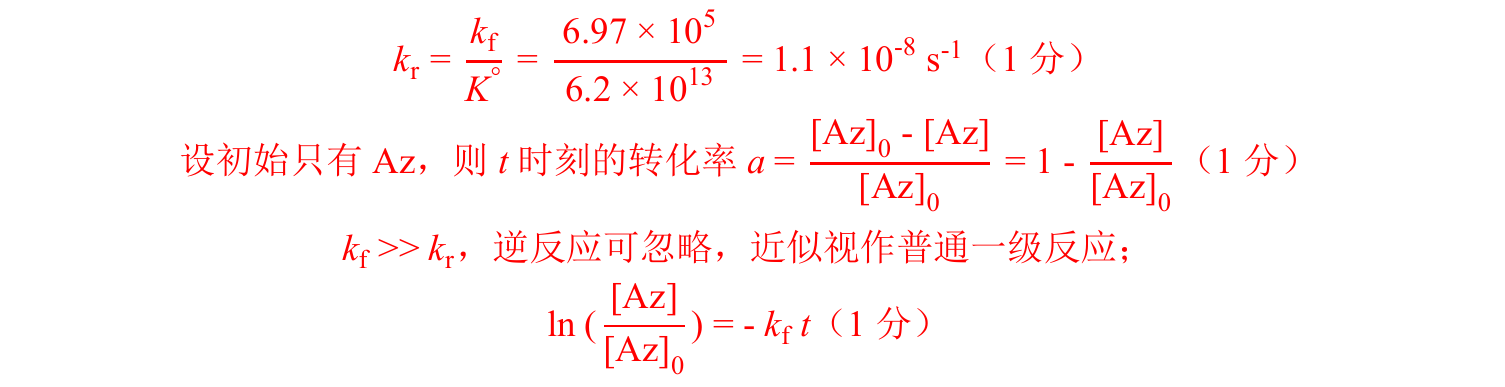 k_r = k_f / K° = 6.97 × 10^5 / 6.2 × 10^13 = 1.1 × 10^-8 s^-1（1 分）
设初始只有 Az，则 t 时刻的转化率 a = [Az]_0 - [Az] / [Az]_0 = 1 - [Az] / [Az]_0（1 分）
k_f >> k_r，逆反应可忽略，近似视作普通一级反应；
ln ( [Az] / [Az]_0 ) = - k_f t（1 分）